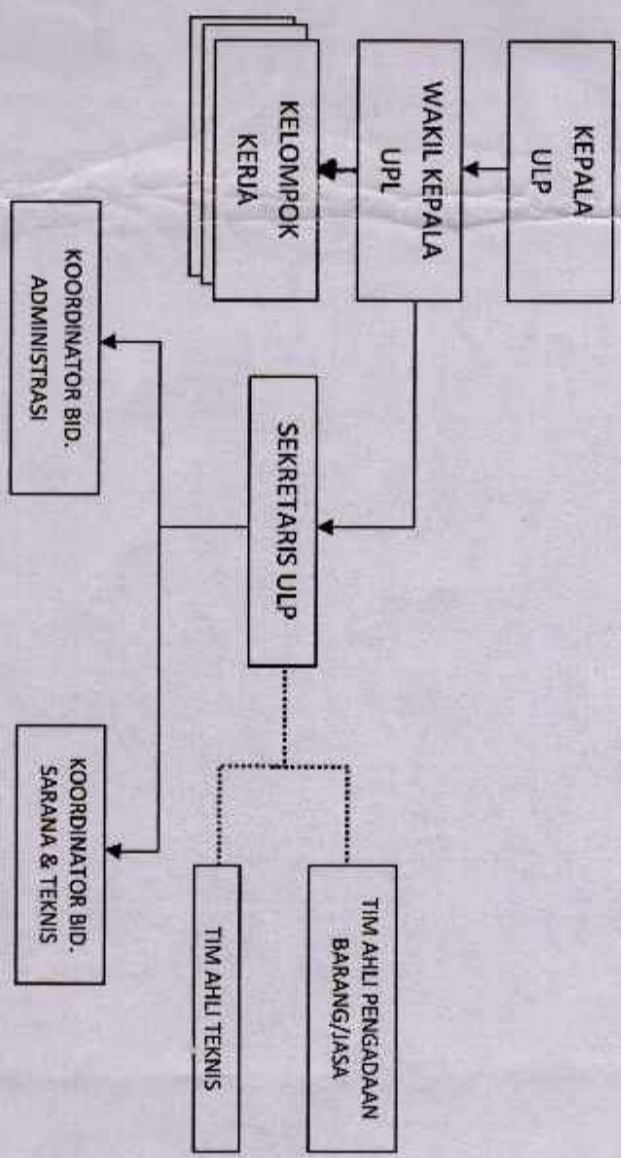 KEPALA
ULP
WAKIL KEPALA
UPL
KELOMPOK
KERJA
SEKRETARIS ULP
TIM AHLI PENGADAAN
BARANG/JASA
TIM AHLI TEKNIS
KOORDINATOR BID.
ADMINISTRASI
KOORDINATOR BID.
SARANA & TEKNIS